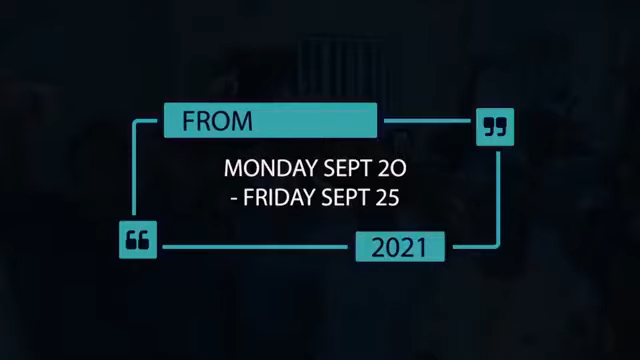 FROM
MONDAY SEPT 20
- FRIDAY SEPT 25
2021